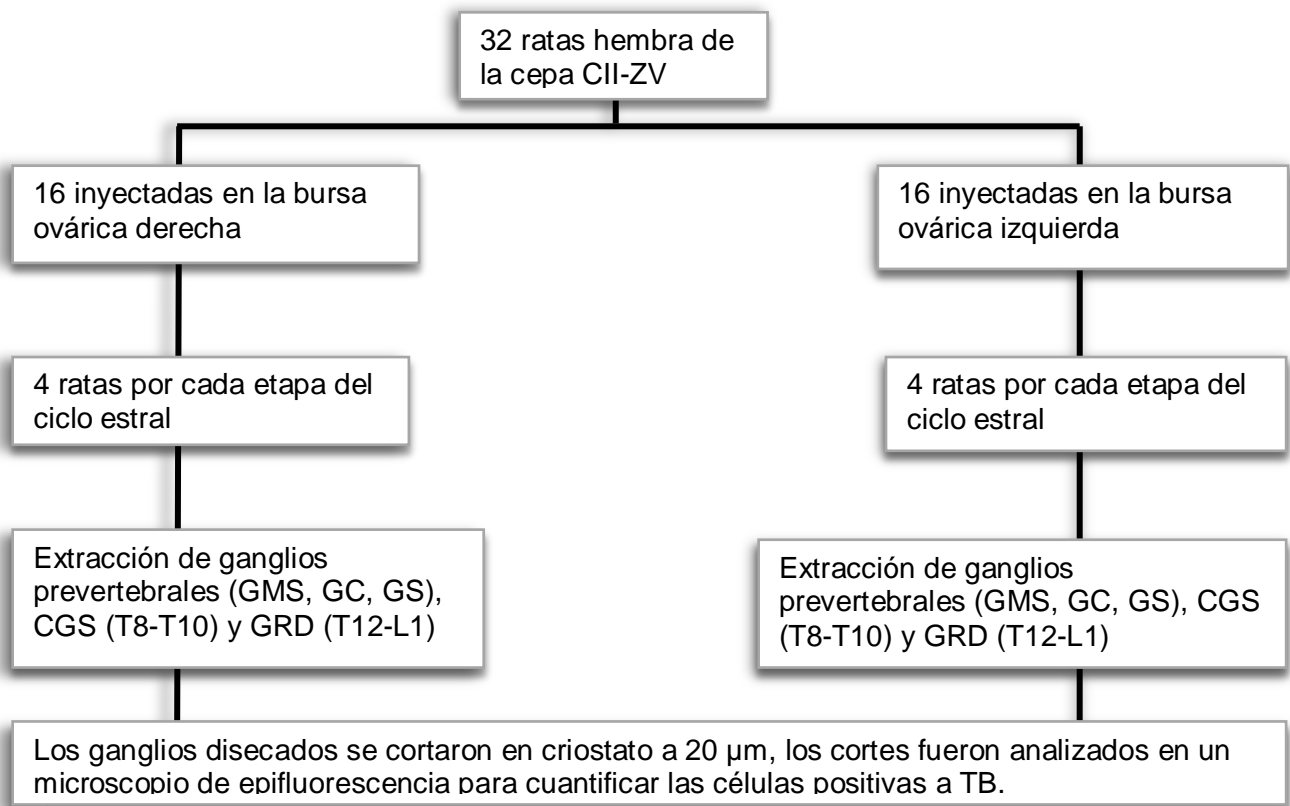 32 ratas hembra de
la cepa CII-ZV
16 inyectadas en la bursa
ovárica derecha
16 inyectadas en la bursa
ovárica izquierda
4 ratas por cada etapa del
ciclo estral
4 ratas por cada etapa del
ciclo estral
Extracción de ganglios
prevertebrales (GMS, GC, GS),
CGS (T8-T10) y GRD (T12-L1)
Extracción de ganglios
prevertebrales (GMS, GC, GS), CGS
(T8-T10) y GRD (T12-L1)
Los ganglios disecados se cortaron en criostato a 20 µm, los cortes fueron analizados en un
microscopio de epifluorescencia para cuantificar las células positivas a TB.